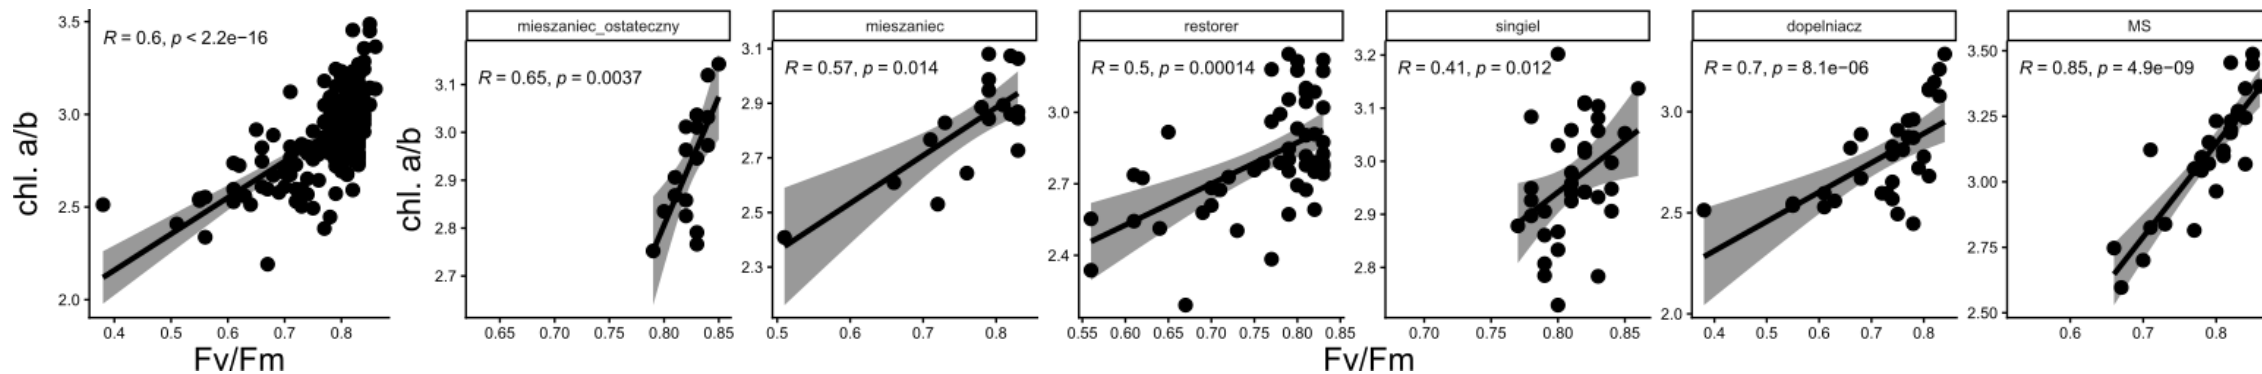 mieszaniec_ostateczny
mieszaniec
restorer
singiel
dopelniacz
MS
R = 0.6, p < 2.2e−16
R = 0.65, p = 0.0037
R = 0.57, p = 0.014
R = 0.5, p = 0.00014
R = 0.41, p = 0.012
R = 0.7, p = 8.1e−06
R = 0.85, p = 4.9e−09
chl. a/b
3.5
3.0
2.5
2.0
0.4 0.5 0.6 0.7 0.8
Fv/Fm
chl. a/b
3.1
3.0
2.9
2.8
2.7
0.65 0.70 0.75 0.80 0.85
3.1
2.9
2.7
2.5
2.3
0.5 0.6 0.7 0.8
3.0
2.7
2.4
0.55 0.60 0.65 0.70 0.75 0.80 0.85
3.2
3.1
3.0
2.9
2.8
0.70 0.75 0.80 0.85
3.0
2.5
2.0
0.4 0.5 0.6 0.7 0.8
3.50
3.25
3.00
2.75
2.50
0.6 0.7 0.8
Fv/Fm